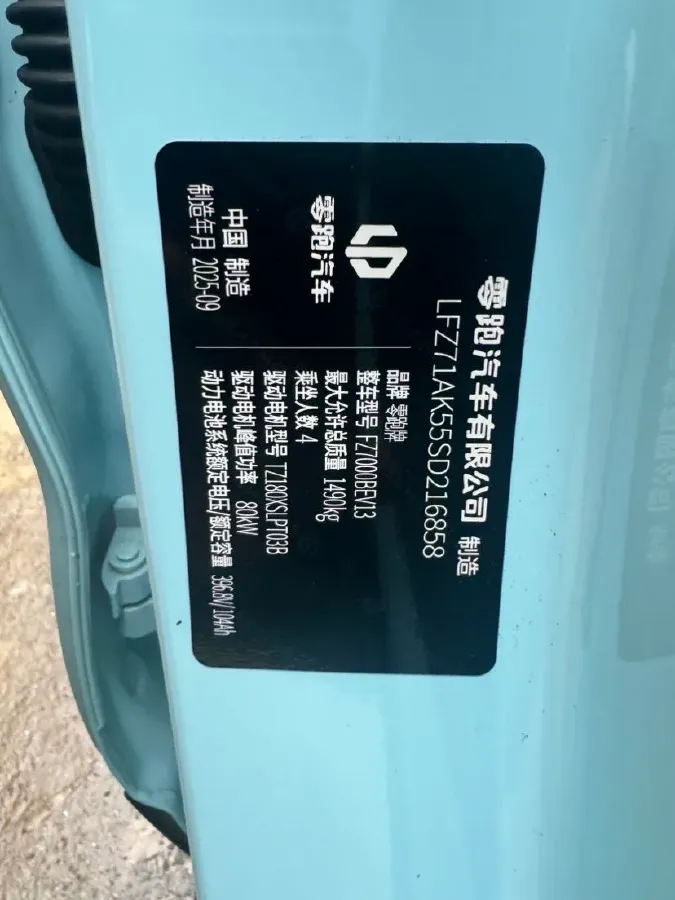 零跑汽车有限公司 制造
LFZ71AK55SD216858
零跑汽车
中国 制造
制造年月 2025-09
品牌 零跑牌
整车型号 FZ7000BEV13
最大允许总质量 1490kg
乘坐人数 4
驱动电机型号 TZ180XSLPT03B
驱动电机峰值功率 80kW
动力电池系统额定电压/额定容量 396.8V/104Ah